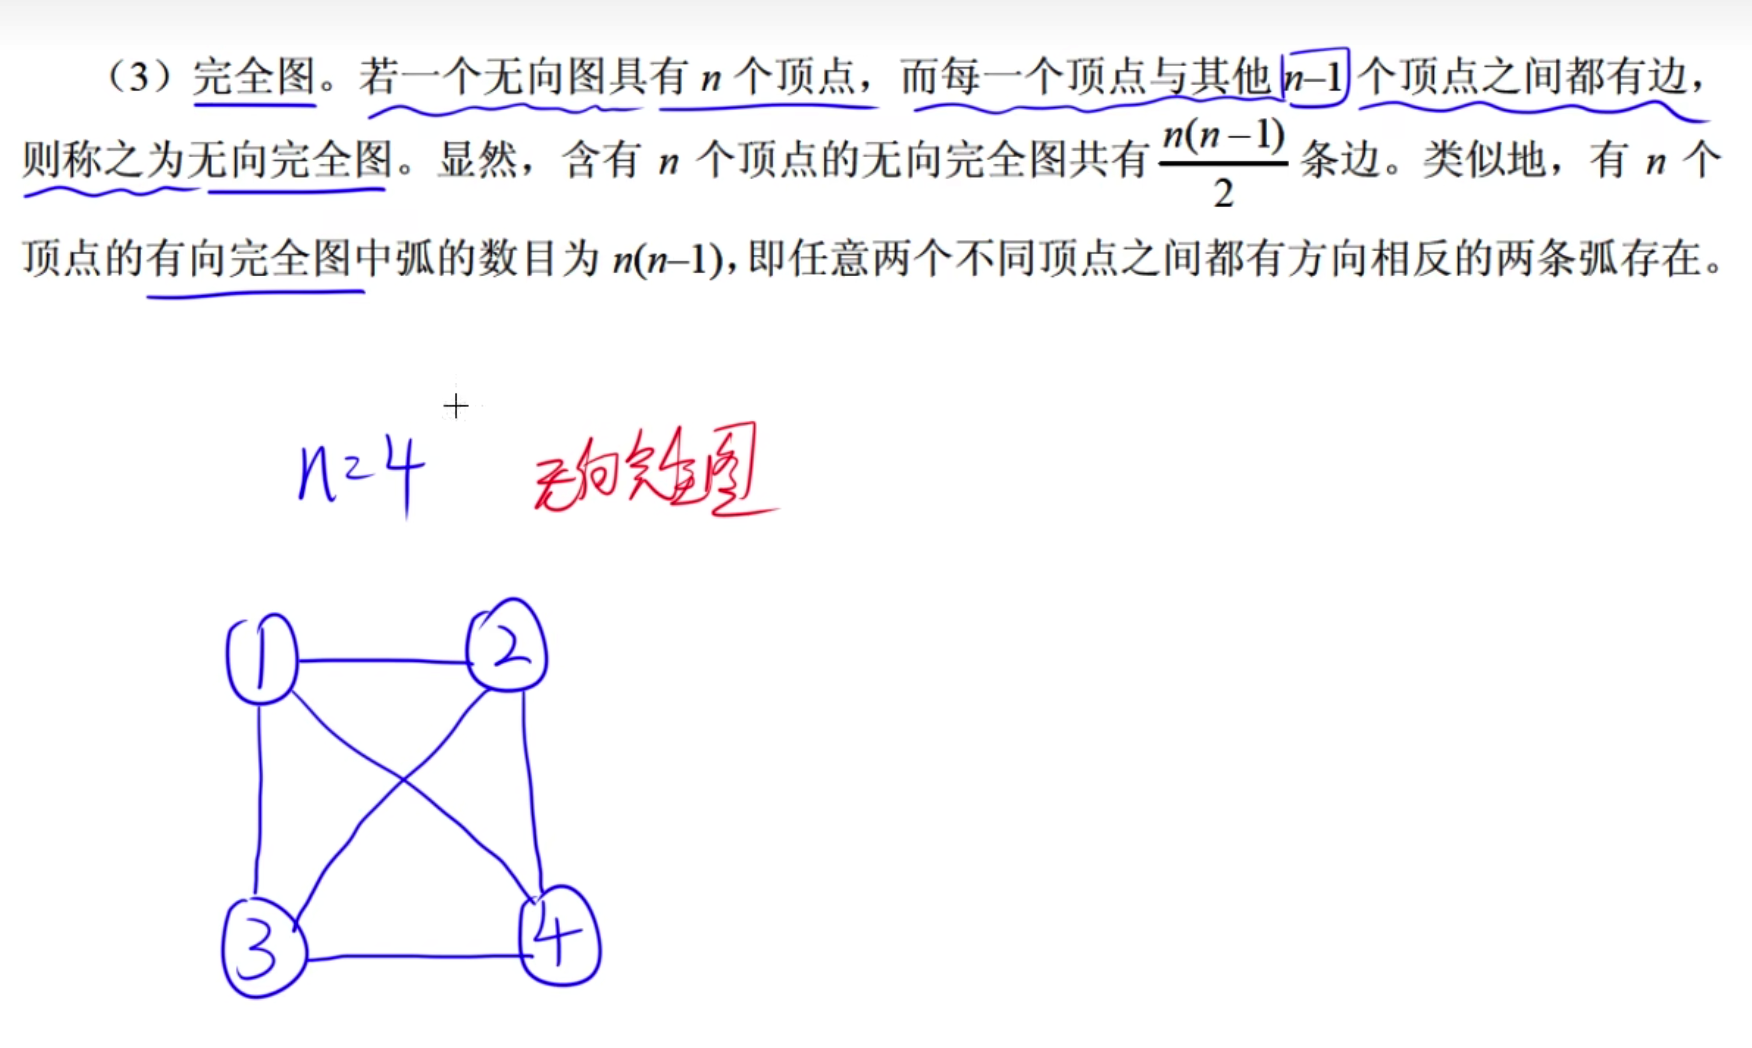 (3)完全图。若一个无向图具有 n 个顶点，而每一个顶点与其他 n–1 个顶点之间都有边，
则称之为无向完全图。显然，含有 n 个顶点的无向完全图共有 n(n–1)/2 条边。类似地，有 n 个
顶点的有向完全图中弧的数目为 n(n–1)，即任意两个不同顶点之间都有方向相反的两条弧存在。
n=4 无向完全图
1 2
3 4